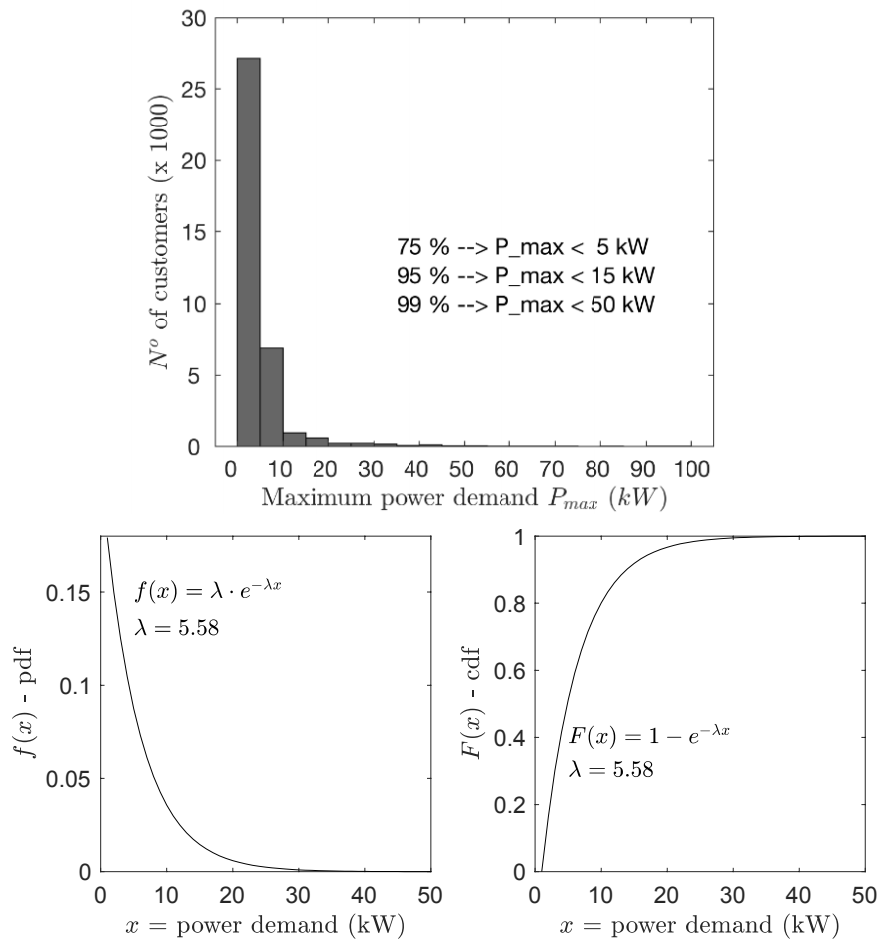 30
25
20
15
10
5
0
Nº of customers (x 1000)
75 % --> P_max < 5 kW
95 % --> P_max < 15 kW
99 % --> P_max < 50 kW
0 10 20 30 40 50 60 70 80 90 100
Maximum power demand P_max (kW)
0.15
0.1
0.05
0
f(x) - pdf
f(x) = λ · e^{-λx}
λ = 5.58
0 10 20 30 40 50
x = power demand (kW)
1
0.8
0.6
0.4
0.2
0
F(x) - cdf
F(x) = 1 − e^{-λx}
λ = 5.58
0 10 20 30 40 50
x = power demand (kW)